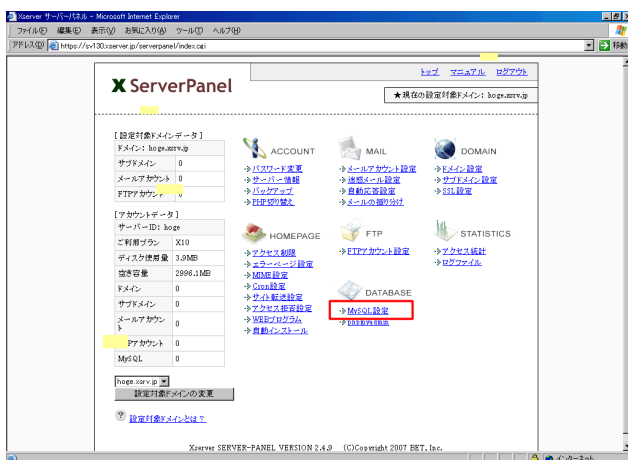 Xserver サーバーパネル - Microsoft Internet Explorer
ファイル(F) 編集(E) 表示(V) お気に入り(A) ツール(T) ヘルプ(H)
アドレス(D) https://sv130.xserver.jp/serverpanel/index.cgi 移動
トップ マニュアル ログアウト
X ServerPanel
★現在の設定対象ドメイン: hoge.xsrv.jp
[設定対象ドメインデータ]
ドメイン: hoge.xsrv.jp
サブドメイン 0
メールアカウント 0
FTPアカウント 0
[アカウントデータ]
サーバーID: hoge
ご利用プラン X10
ディスク使用量 3.9MB
空き容量 2996.1MB
ドメイン 0
サブドメイン 0
メールアカウント 0
Pアカウント 0
MySQL 0
hoge.xsrv.jp
設定対象ドメインの変更
? 設定対象ドメインとは?
ACCOUNT
パスワード変更
サーバー情報
バックアップ
PHP切り替え
MAIL
メールアカウント設定
迷惑メール設定
自動応答設定
メールの振り分け
DOMAIN
ドメイン設定
サブドメイン設定
SSL設定
HOMEPAGE
アクセス制限
エラーページ設定
MIME設定
Cron設定
サイト転送設定
アクセス拒否設定
WEBプログラム
自動インストール
FTP
FTPアカウント設定
STATISTICS
アクセス統計
ログファイル
DATABASE
MySQL設定
phpmyadmin
Xserver SERVER-PANEL VERSION 2.4.9 (C)Copyright 2007 BET, Inc.
インターネット